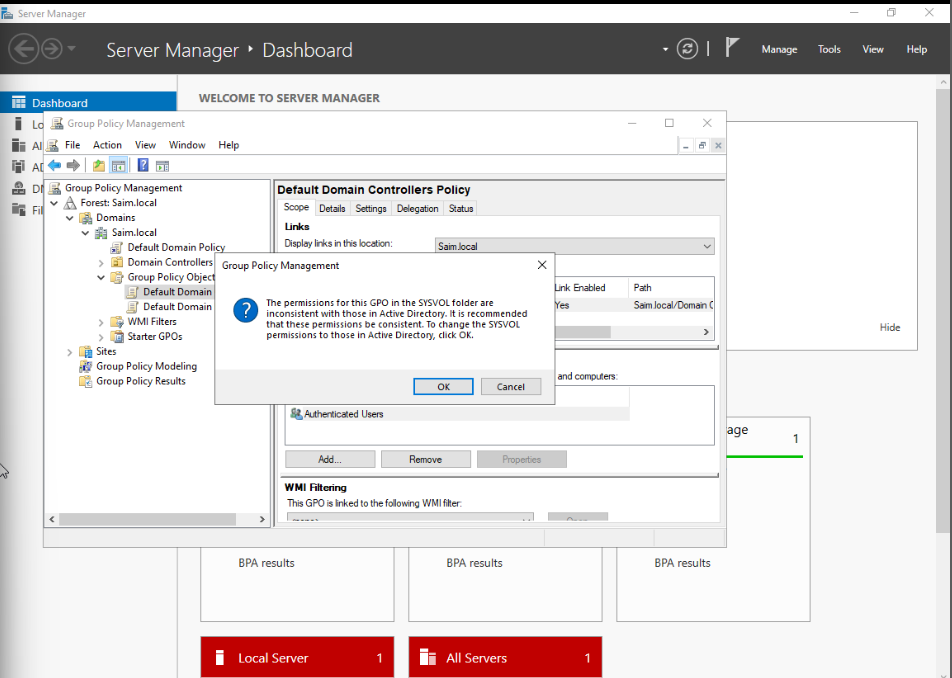 Server Manager
Server Manager • Dashboard
Manage
Tools
View
Help
Dashboard
WELCOME TO SERVER MANAGER
Group Policy Management
File
Action
View
Window
Help
Group Policy Management
Forest: Saim.local
Domains
Saim.local
Default Domain Policy
Domain Controllers
Group Policy Object
Default Domain
Default Domain
WMI Filters
Starter GPOs
Sites
Group Policy Modeling
Group Policy Results
Default Domain Controllers Policy
Scope
Details
Settings
Delegation
Status
Links
Display links in this location:
Saim.local
Link Enabled
Path
Yes
Saim.local/Domain C
Group Policy Management
The permissions for this GPO in the SYSVOL folder are
inconsistent with those in Active Directory. It is recommended
that these permissions be consistent. To change the SYSVOL
permissions to those in Active Directory, click OK.
OK
Cancel
and computers:
Authenticated Users
Add...
Remove
Properties
WMI Filtering
This GPO is linked to the following WMI filter:
Hide
age
1
BPA results
BPA results
BPA results
Local Server
1
All Servers
1